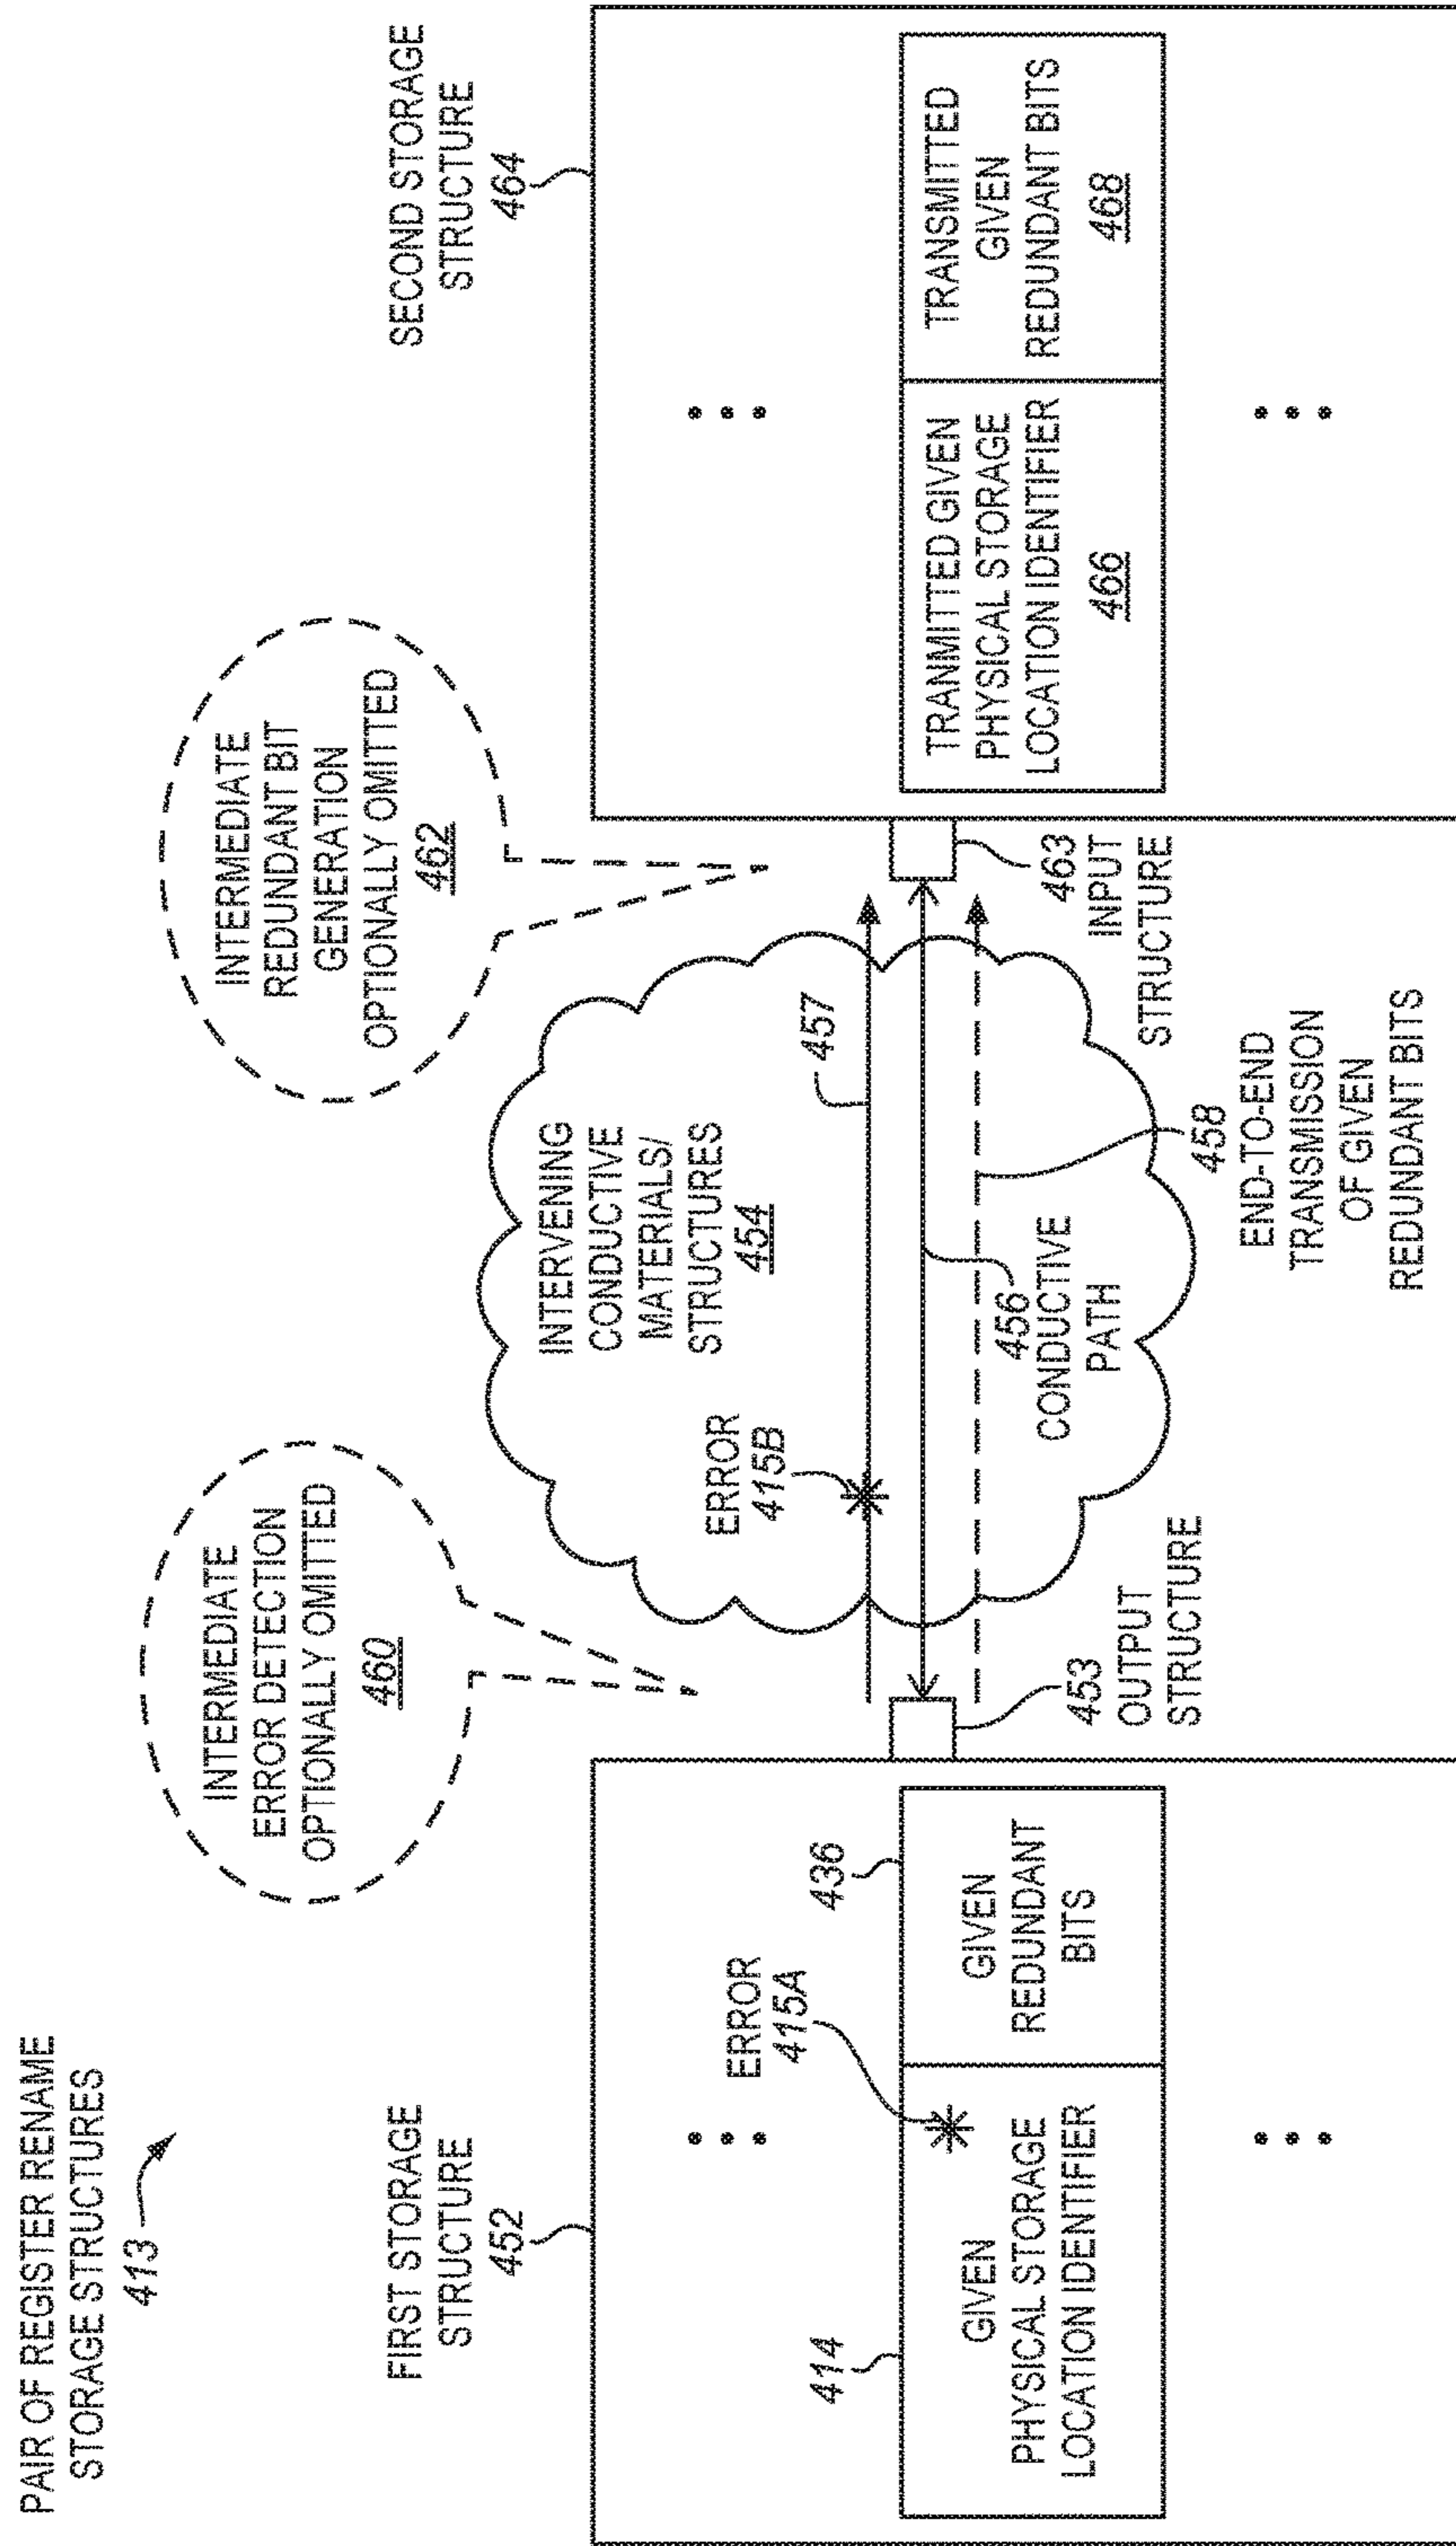 PAIR OF REGISTER RENAME
STORAGE STRUCTURES
413
FIRST STORAGE
STRUCTURE
452
414
GIVEN
PHYSICAL STORAGE
LOCATION IDENTIFIER
ERROR
415A
436
GIVEN
REDUNDANT
BITS
INTERMEDIATE
ERROR DETECTION
OPTIONALLY OMITTED
460
453
OUTPUT
STRUCTURE
ERROR
415B
INTERVENING
CONDUCTIVE
MATERIALS/
STRUCTURES
454
457
456
CONDUCTIVE
PATH
458
END-TO-END
TRANSMISSION
OF GIVEN
REDUNDANT BITS
INTERMEDIATE
REDUNDANT BIT
GENERATION
OPTIONALLY OMITTED
462
463
INPUT
STRUCTURE
SECOND STORAGE
STRUCTURE
464
TRANMITTED GIVEN
PHYSICAL STORAGE
LOCATION IDENTIFIER
466
TRANSMITTED
GIVEN
REDUNDANT BITS
468